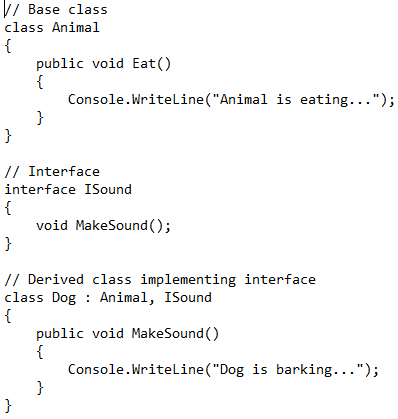 // Base class
class Animal
{
    public void Eat()
    {
        Console.WriteLine("Animal is eating...");
    }
}

// Interface
interface ISound
{
    void MakeSound();
}

// Derived class implementing interface
class Dog : Animal, ISound
{
    public void MakeSound()
    {
        Console.WriteLine("Dog is barking...");
    }
}